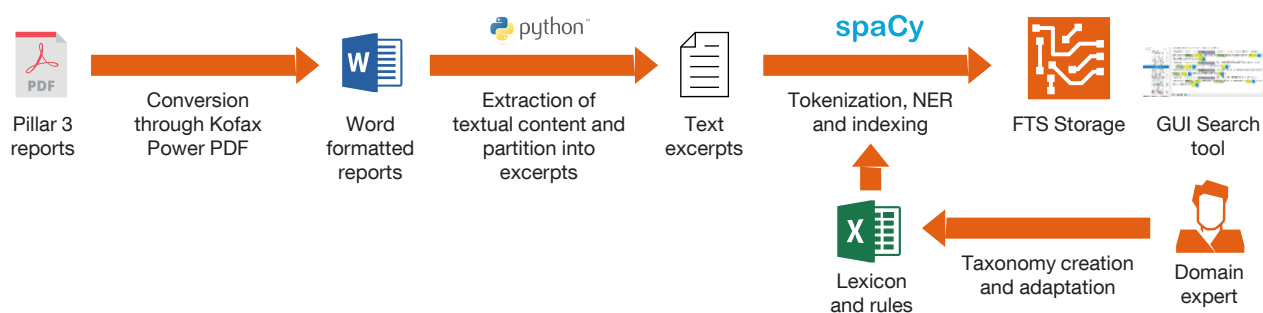 python™
spaCy
PDF
W
Pillar 3
reports
Conversion
through Kofax
Power PDF
Word
formatted
reports
Extraction of
textual content and
partition into
excerpts
Text
excerpts
Tokenization, NER
and indexing
FTS Storage
GUI Search
tool
X
Lexicon
and rules
Taxonomy creation
and adaptation
Domain
expert